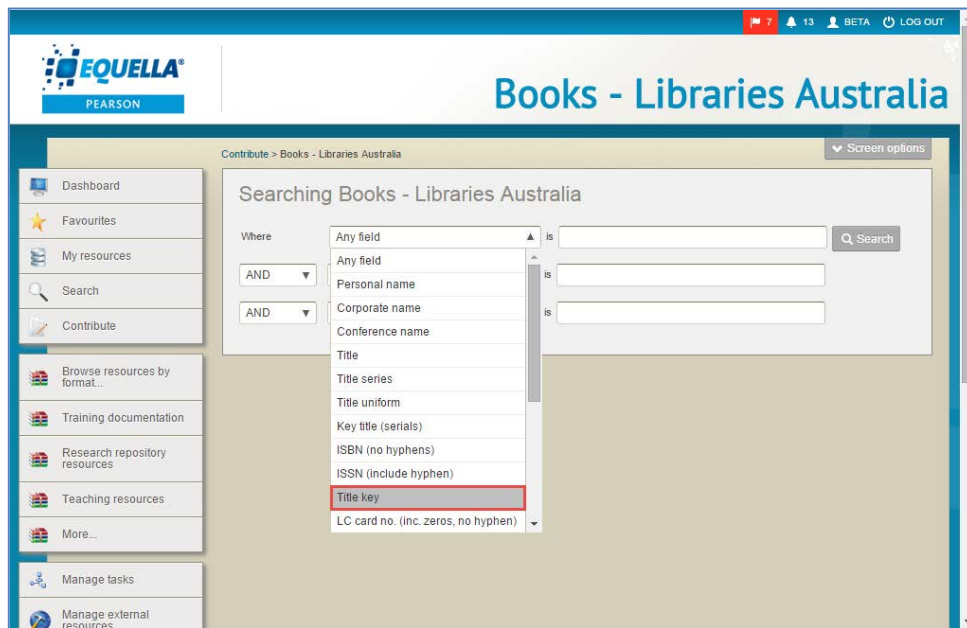 7 13 BETA LOG OUT
EQUELLA®
PEARSON
Books - Libraries Australia
Contribute > Books - Libraries Australia
Screen options
Dashboard
Favourites
My resources
Search
Contribute
Browse resources by
format...
Training documentation
Research repository
resources
Teaching resources
More...
Manage tasks
Manage external
resources
Searching Books - Libraries Australia
Where Any field is Search
AND is
AND is
Any field
Personal name
Corporate name
Conference name
Title
Title series
Title uniform
Key title (serials)
ISBN (no hyphens)
ISSN (include hyphen)
Title key
LC card no. (inc. zeros, no hyphen)